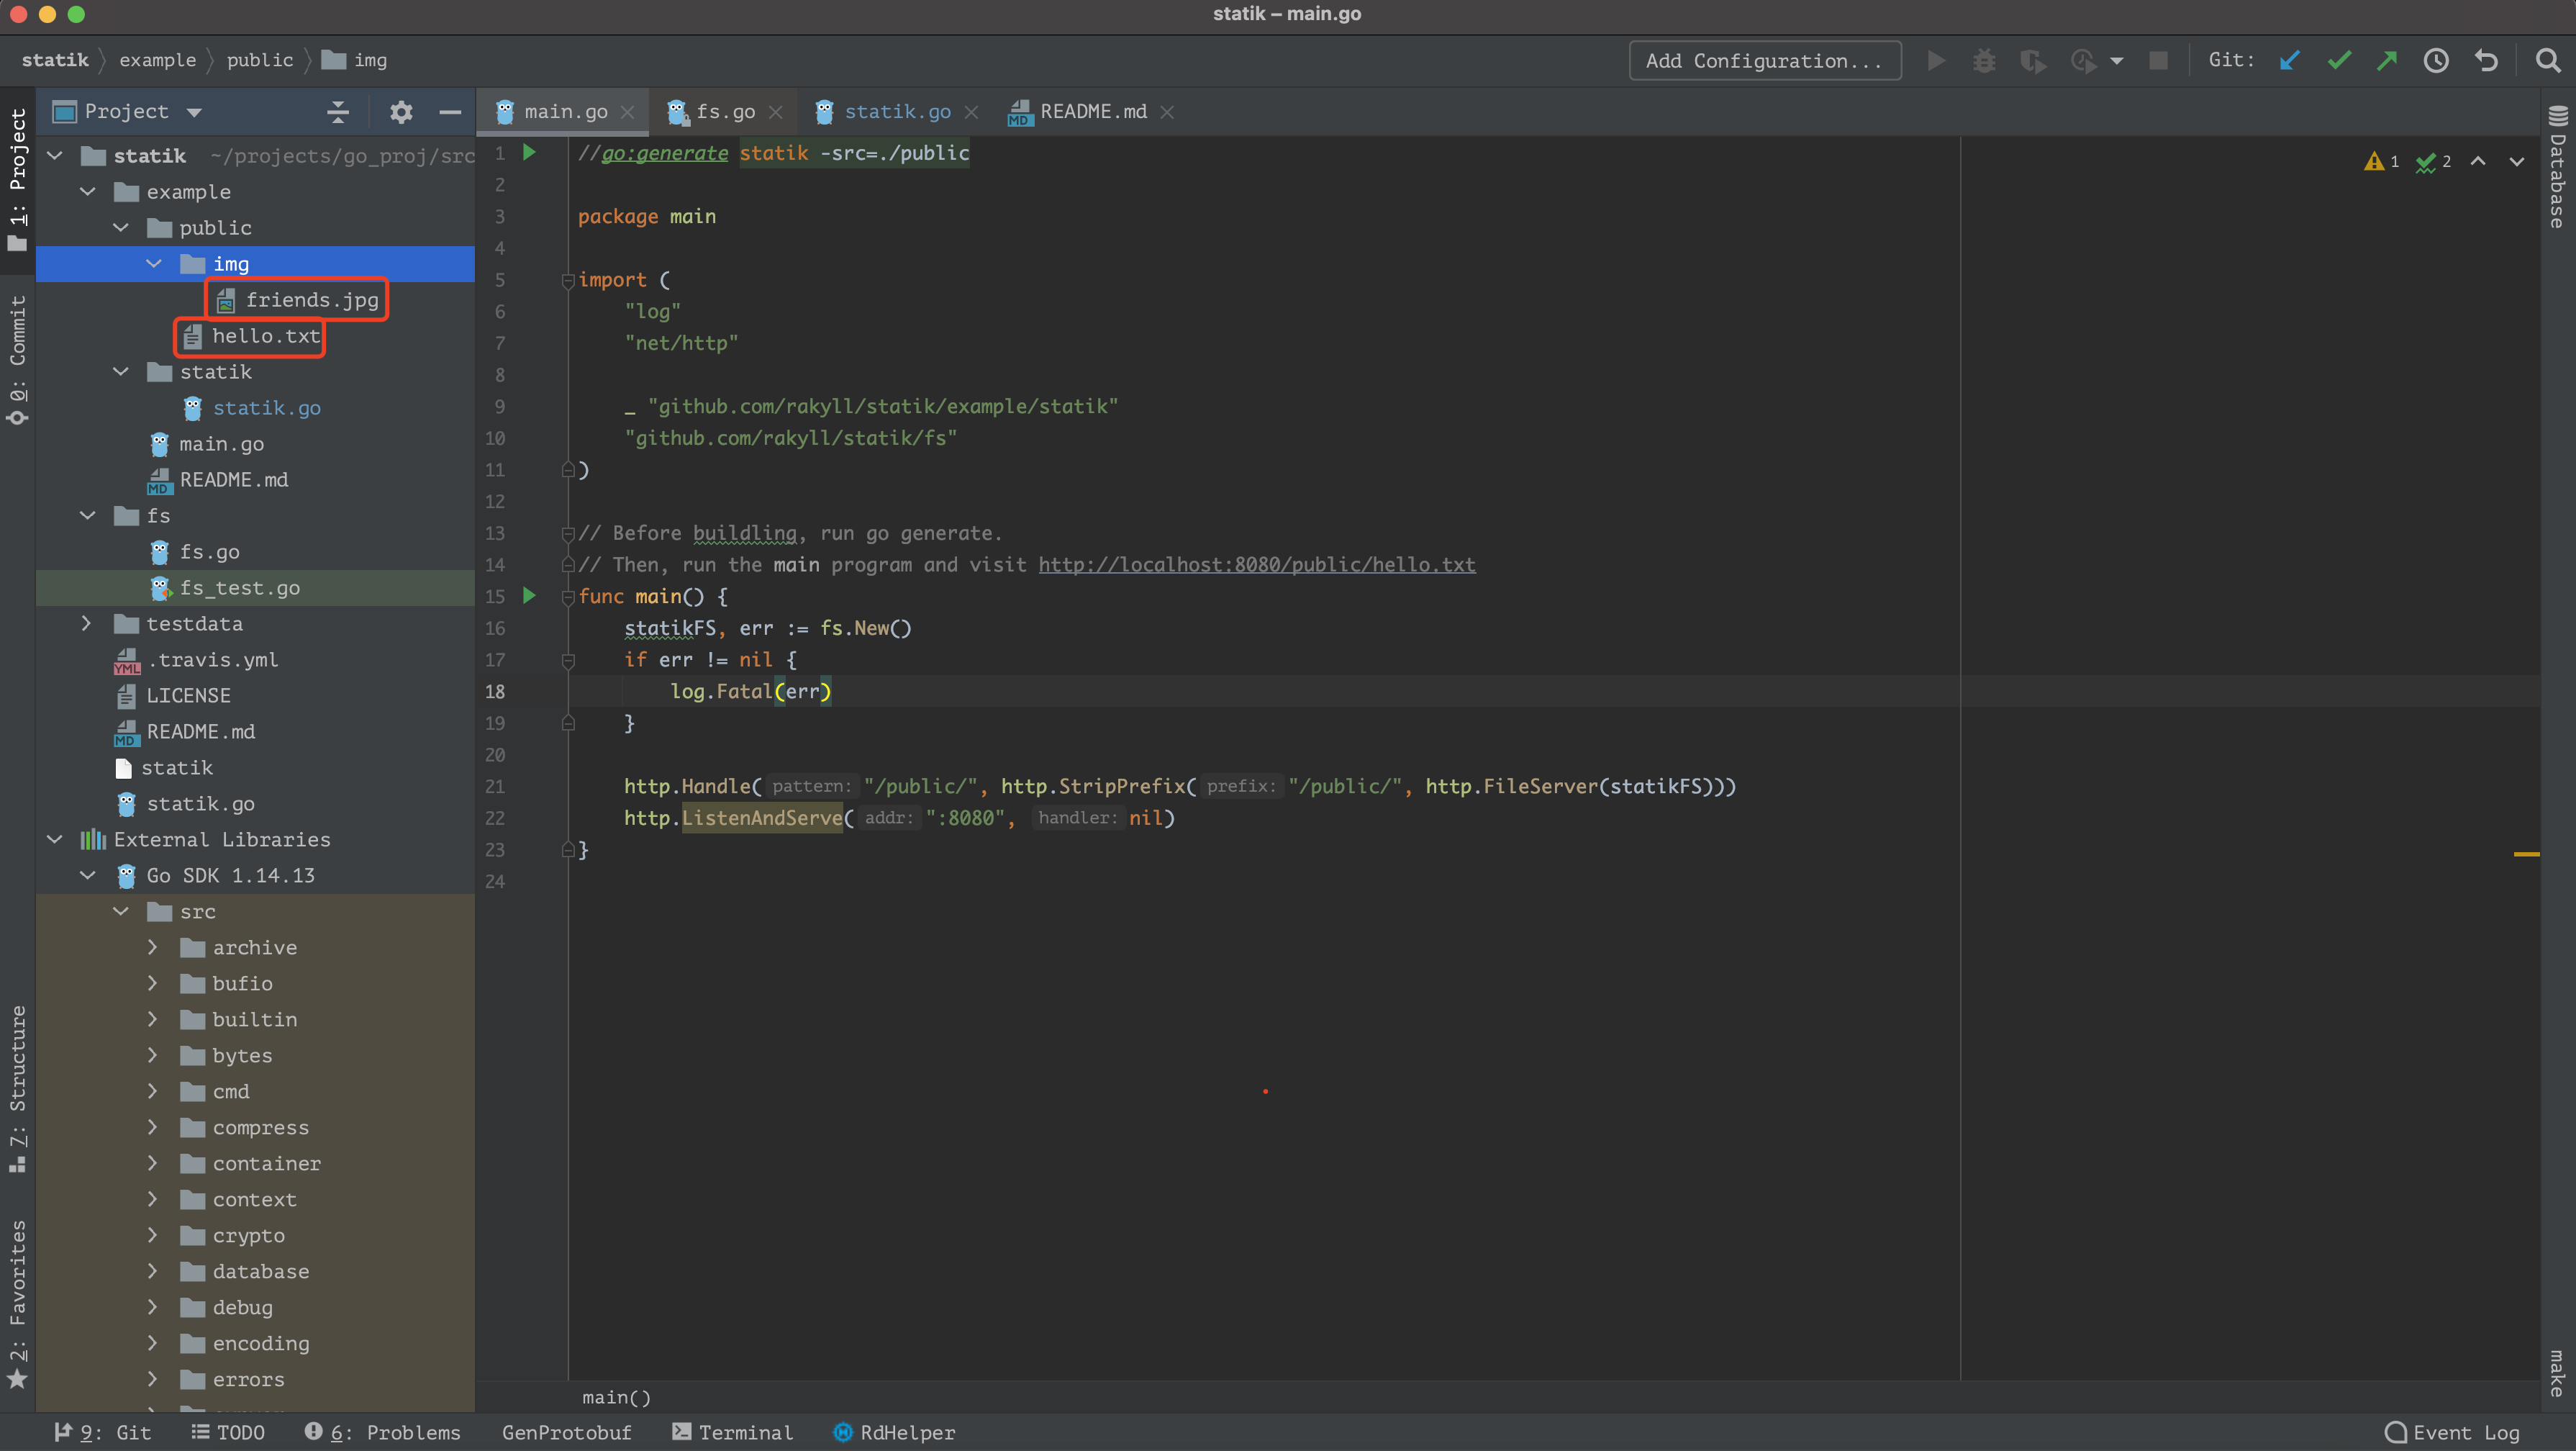 statik – main.go
statik example public img Add Configuration... Git:
Project main.go fs.go statik.go README.md
1: Project
0: Commit
7: Structure
2: Favorites
statik ~/projects/go_proj/src
example
public
img
friends.jpg
hello.txt
statik
statik.go
main.go
README.md
fs
fs.go
fs_test.go
testdata
.travis.yml
LICENSE
README.md
statik
statik.go
External Libraries
Go SDK 1.14.13
src
archive
bufio
builtin
bytes
cmd
compress
container
context
crypto
database
debug
encoding
errors
1 //go:generate statik -src=./public
2
3 package main
4
5 import (
6 "log"
7 "net/http"
8
9 _ "github.com/rakyll/statik/example/statik"
10 "github.com/rakyll/statik/fs"
11 )
12
13 // Before buildling, run go generate.
14 // Then, run the main program and visit http://localhost:8080/public/hello.txt
15 func main() {
16 statikFS, err := fs.New()
17 if err != nil {
18 log.Fatal(err)
19 }
20
21 http.Handle( pattern: "/public/", http.StripPrefix( prefix: "/public/", http.FileServer(statikFS)))
22 http.ListenAndServe( addr: ":8080", handler: nil)
23 }
24
1 2
Database
make
main()
9: Git TODO 6: Problems GenProtobuf Terminal RdHelper Event Log